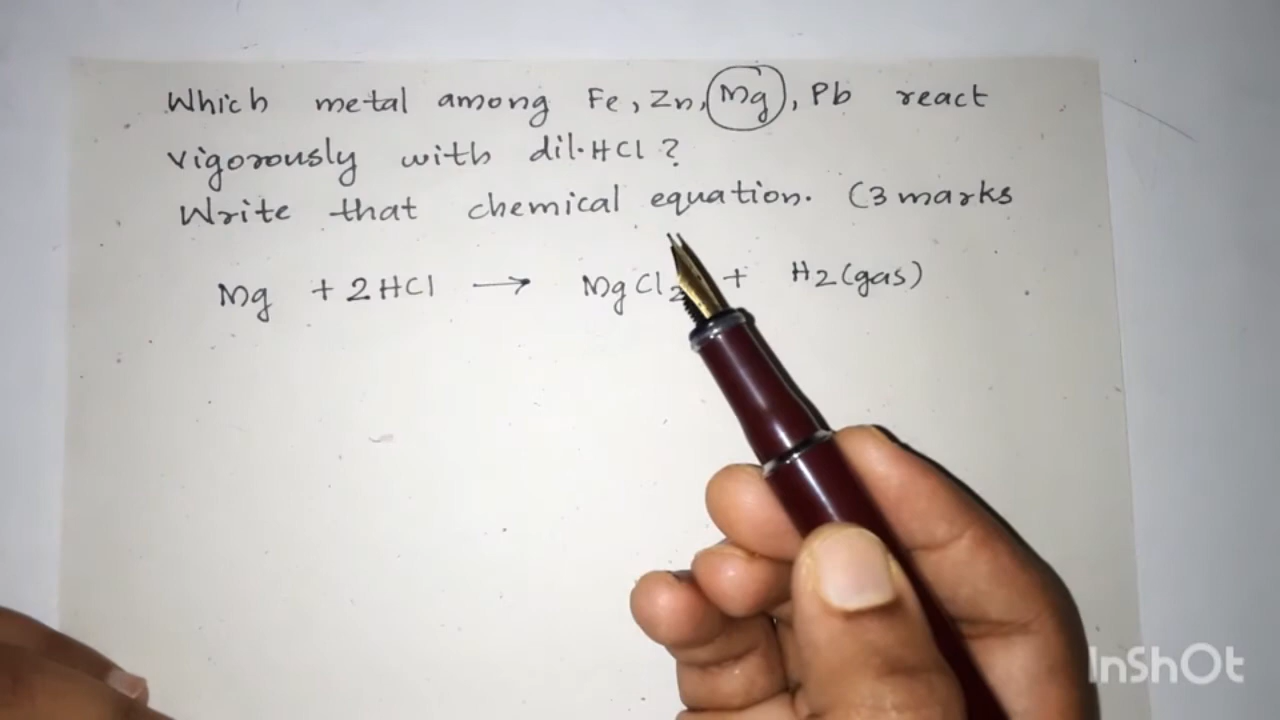 Which metal among Fe, Zn, Mg, Pb react
vigorously with dil.HCl?
Write that chemical equation. (3 marks
Mg + 2HCl → MgCl2 + H2(gas)
InShOt